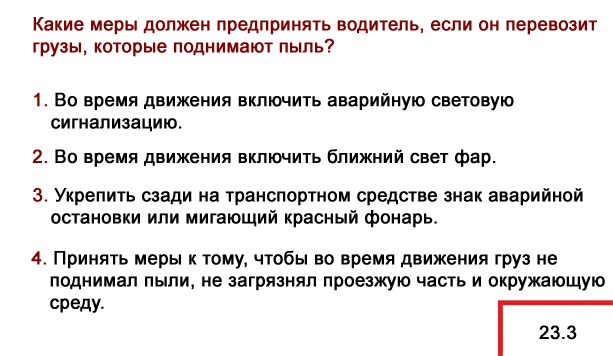 Какие меры должен предпринять водитель, если он перевозит
грузы, которые поднимают пыль?
1. Во время движения включить аварийную световую
сигнализацию.
2. Во время движения включить ближний свет фар.
3. Укрепить сзади на транспортном средстве знак аварийной
остановки или мигающий красный фонарь.
4. Принять меры к тому, чтобы во время движения груз не
поднимал пыли, не загрязнял проезжую часть и окружающую
среду.
23.3